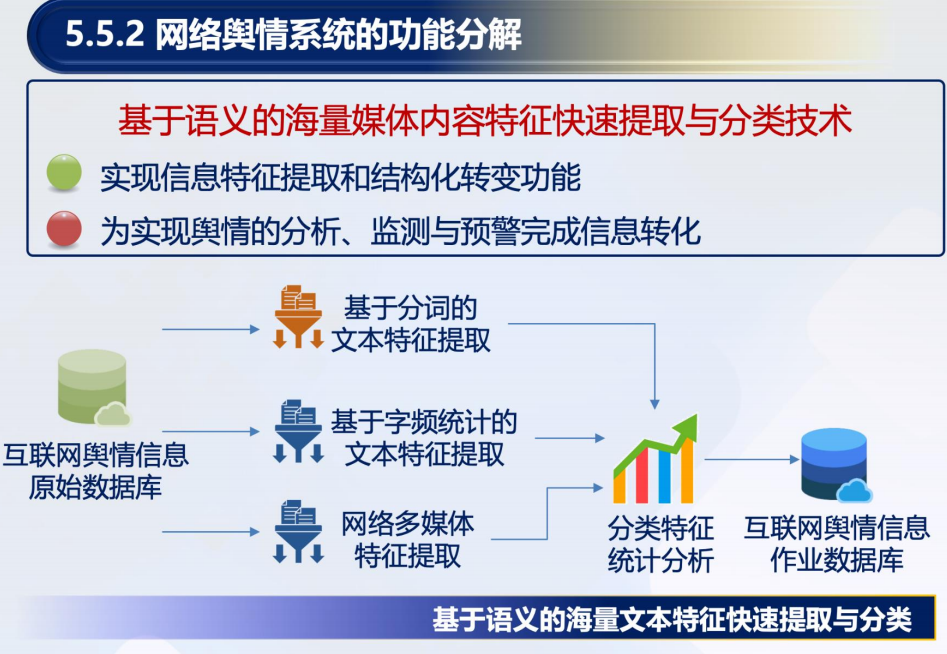 5.5.2 网络舆情系统的功能分解
基于语义的海量媒体内容特征快速提取与分类技术
实现信息特征提取和结构化转变功能
为实现舆情的分析、监测与预警完成信息转化
基于分词的
文本特征提取
互联网舆情信息
原始数据库
基于字频统计的
文本特征提取
网络多媒体
特征提取
分类特征
统计分析
互联网舆情信息
作业数据库
基于语义的海量文本特征快速提取与分类